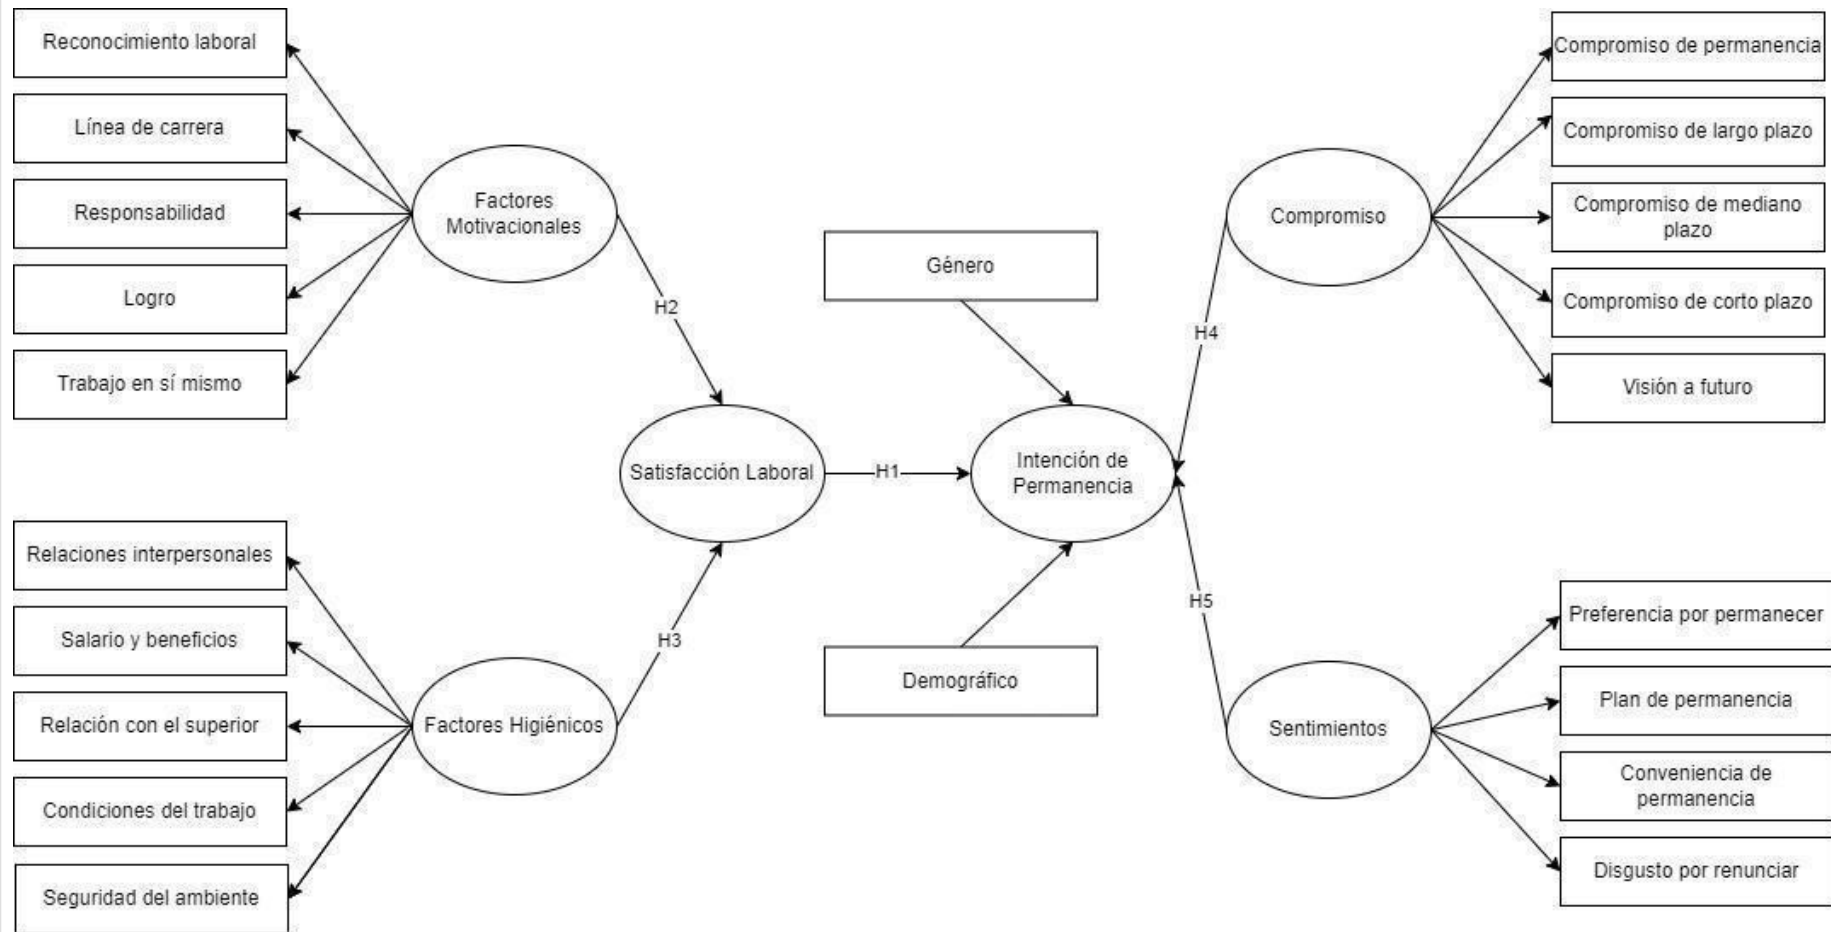 Reconocimiento laboral
Línea de carrera
Responsabilidad
Logro
Trabajo en sí mismo
Factores
Motivacionales
H2
Relaciones interpersonales
Salario y beneficios
Relación con el superior
Condiciones del trabajo
Seguridad del ambiente
Factores Higiénicos
H3
Satisfacción Laboral
H1
Género
Intención de
Permanencia
Demográfico
H4
H5
Compromiso
Compromiso de permanencia
Compromiso de largo plazo
Compromiso de mediano
plazo
Compromiso de corto plazo
Visión a futuro
Sentimientos
Preferencia por permanecer
Plan de permanencia
Conveniencia de
permanencia
Disgusto por renunciar